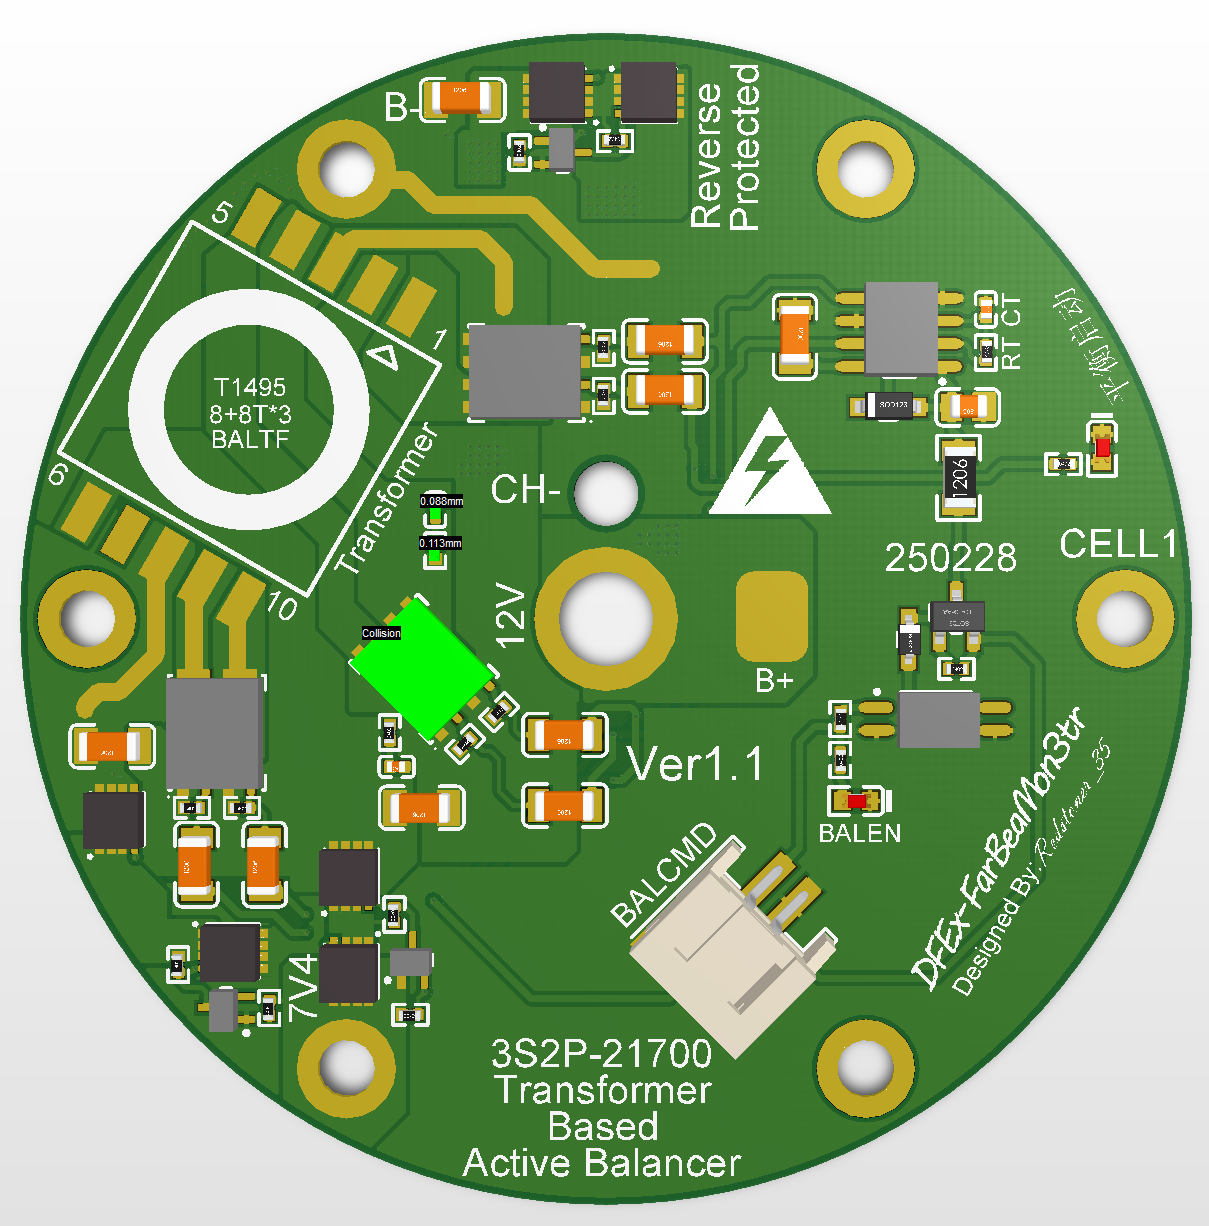 B-
Reverse
Protected
5
1
T1495
8+8T*3
BALTF
6
10
Transformer
0.088mm
0.113mm
Collision
CH-
12V
B+
CT
RT
SOD123
1206
250228
CELL1
Ver1.1
BALEN
BALCMD
7V4
DFEx-FarBeaMon3tr
Designed By: Redstoner_35
3S2P-21700
Transformer
Based
Active Balancer